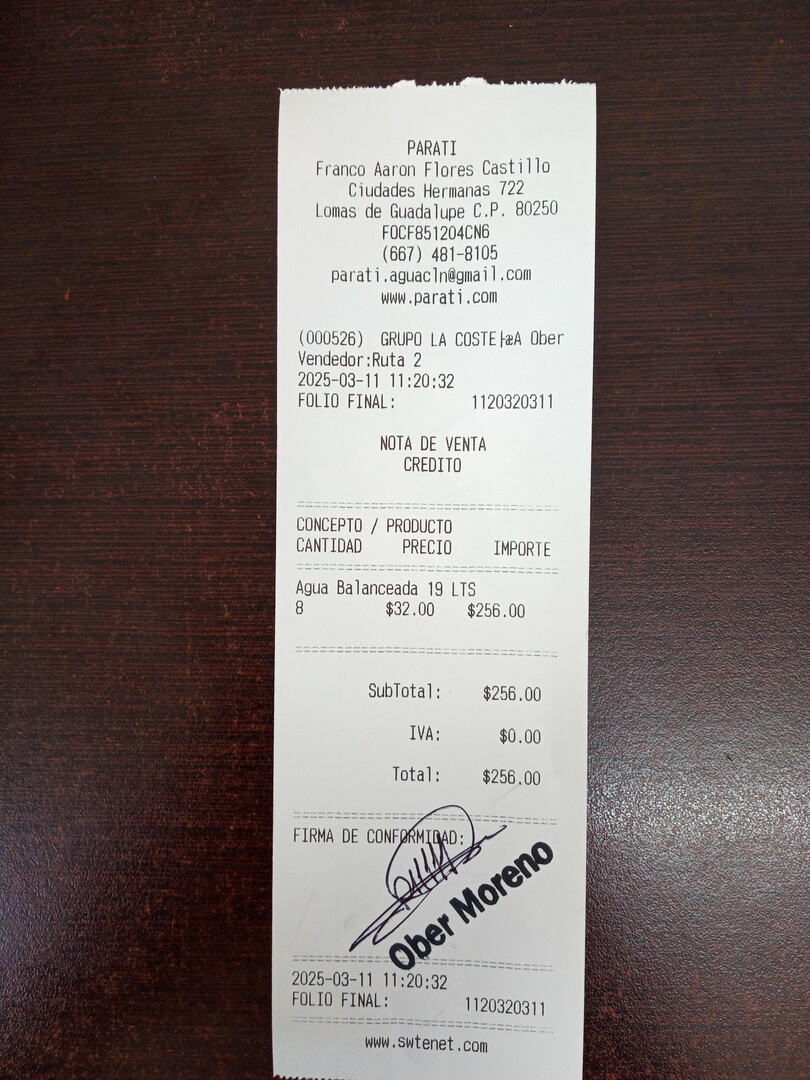 PARATI
Franco Aaron Flores Castillo
Ciudades Hermanas 722
Lomas de Guadalupe C.P. 80250
FOCF851204CN6
(667) 481-8105
parati.aguacln@gmail.com
www.parati.com
(000526) GRUPO LA COSTE├æA Ober
Vendedor:Ruta 2
2025-03-11 11:20:32
FOLIO FINAL: 1120320311
NOTA DE VENTA
CREDITO
CONCEPTO / PRODUCTO
CANTIDAD PRECIO IMPORTE
Agua Balanceada 19 LTS
8 $32.00 $256.00
SubTotal: $256.00
IVA: $0.00
Total: $256.00
FIRMA DE CONFORMIDAD:
Ober Moreno
2025-03-11 11:20:32
FOLIO FINAL: 1120320311
www.swtenet.com